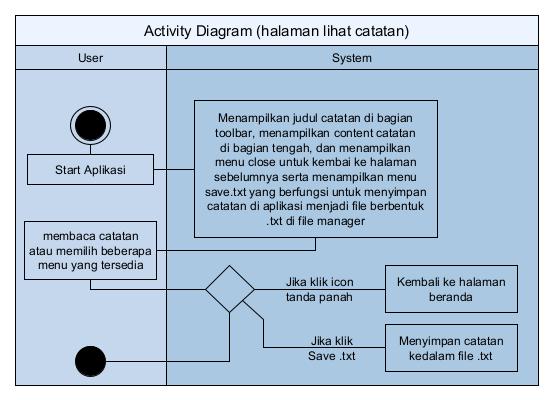 Activity Diagram (halaman lihat catatan)
User
System
Start Aplikasi
Menampilkan judul catatan di bagian
toolbar, menampilkan content catatan
di bagian tengah, dan menampilkan
menu close untuk kembai ke halaman
sebelumnya serta menampilkan menu
save.txt yang berfungsi untuk menyimpan
catatan di aplikasi menjadi file berbentuk
.txt di file manager
membaca catatan
atau memilih beberapa
menu yang tersedia
Jika klik icon
tanda panah
Kembali ke halaman
beranda
Jika klik
Save .txt
Menyimpan catatan
kedalam file .txt